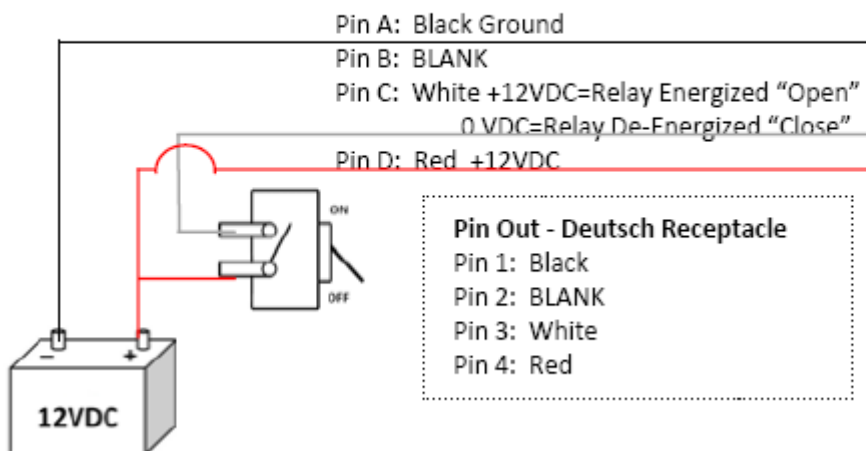 Pin A: Black Ground
Pin B: BLANK
Pin C: White +12VDC=Relay Energized “Open”
0 VDC=Relay De-Energized “Close”
Pin D: Red +12VDC
ON
OFF
Pin Out - Deutsch Receptacle
Pin 1: Black
Pin 2: BLANK
Pin 3: White
Pin 4: Red
− +
12VDC